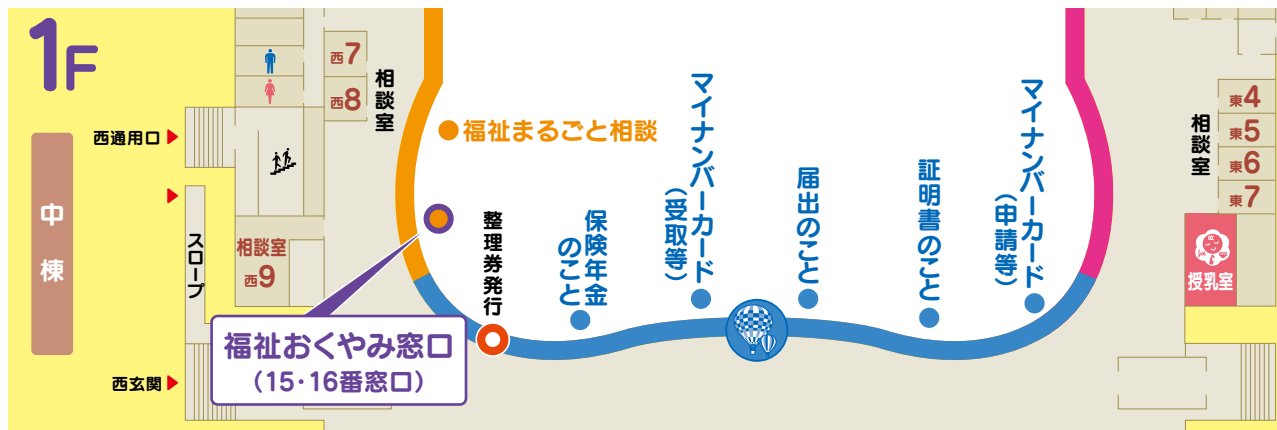 1F
中棟
西通用口
スロープ
西玄関
西7
西8
相談室
相談室
西9
福祉まるごと相談
福祉おくやみ窓口
(15・16番窓口)
整理券発行
保険年金
のこと
マイナンバーカード
(受取等)
届出のこと
証明書のこと
マイナンバーカード
(申請等)
相談室
東4
東5
東6
東7
授乳室